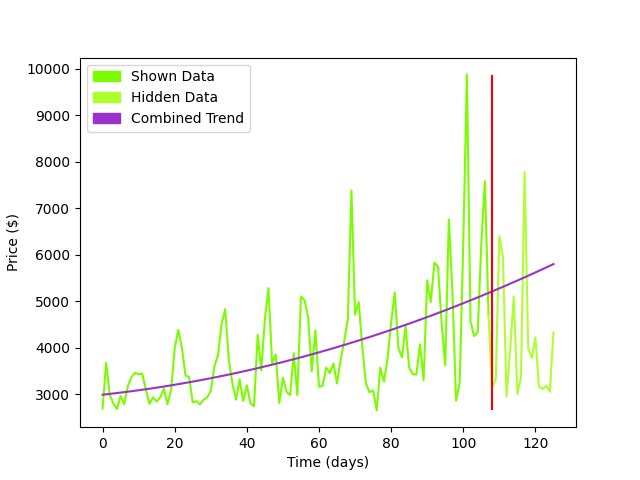 10000
9000
8000
7000
6000
5000
4000
3000
Price ($)
Shown Data
Hidden Data
Combined Trend
0 20 40 60 80 100 120
Time (days)